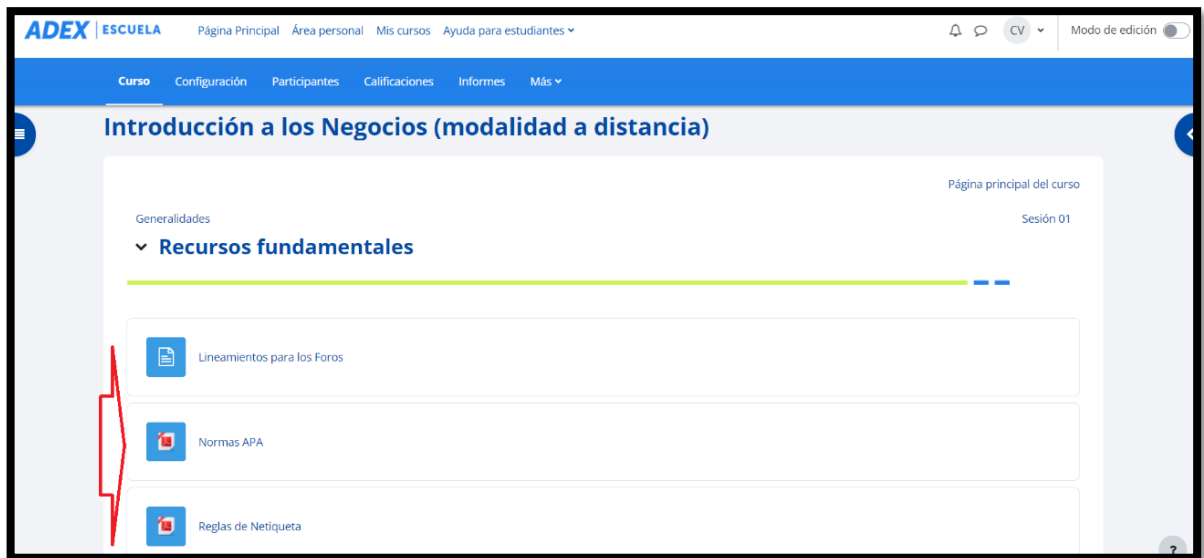 ADEX | ESCUELA Página Principal Área personal Mis cursos Ayuda para estudiantes CV Modo de edición
Curso Configuración Participantes Calificaciones Informes Más
Introducción a los Negocios (modalidad a distancia)
Página principal del curso
Generalidades Sesión 01
Recursos fundamentales
Lineamientos para los Foros
Normas APA
Reglas de Netiqueta
?